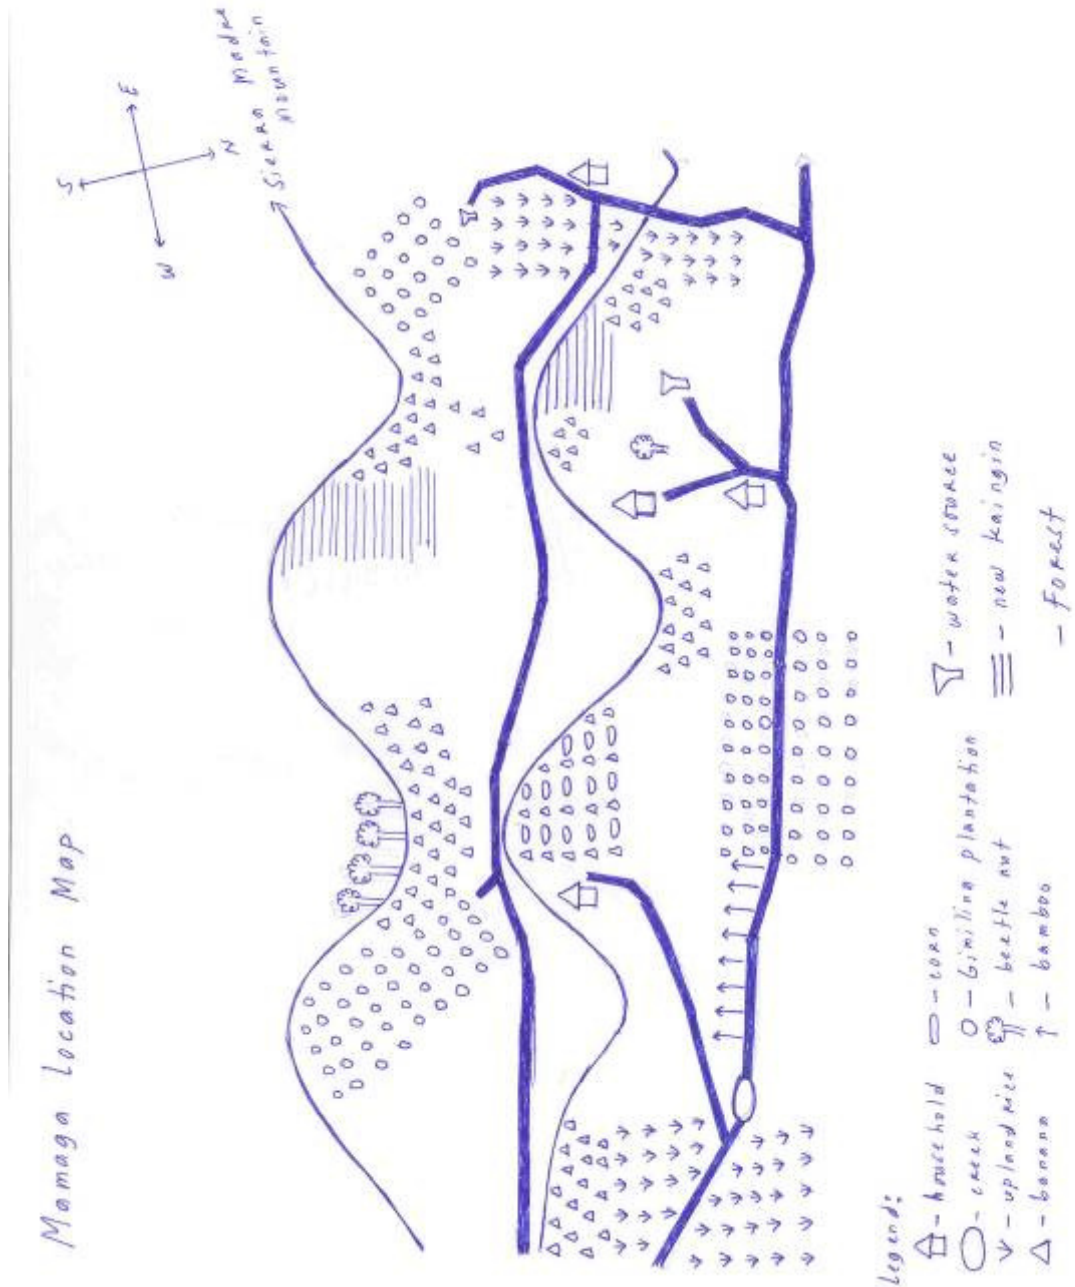 Mamaga Location Map
S
E
W
N
Sierra Madre
Mountain
Legend:
- household
- creek
- upland rice
- banana
- corn
- Gimilina plantation
- beetle nut
- bamboo
- water source
- new kaingin
- Forest